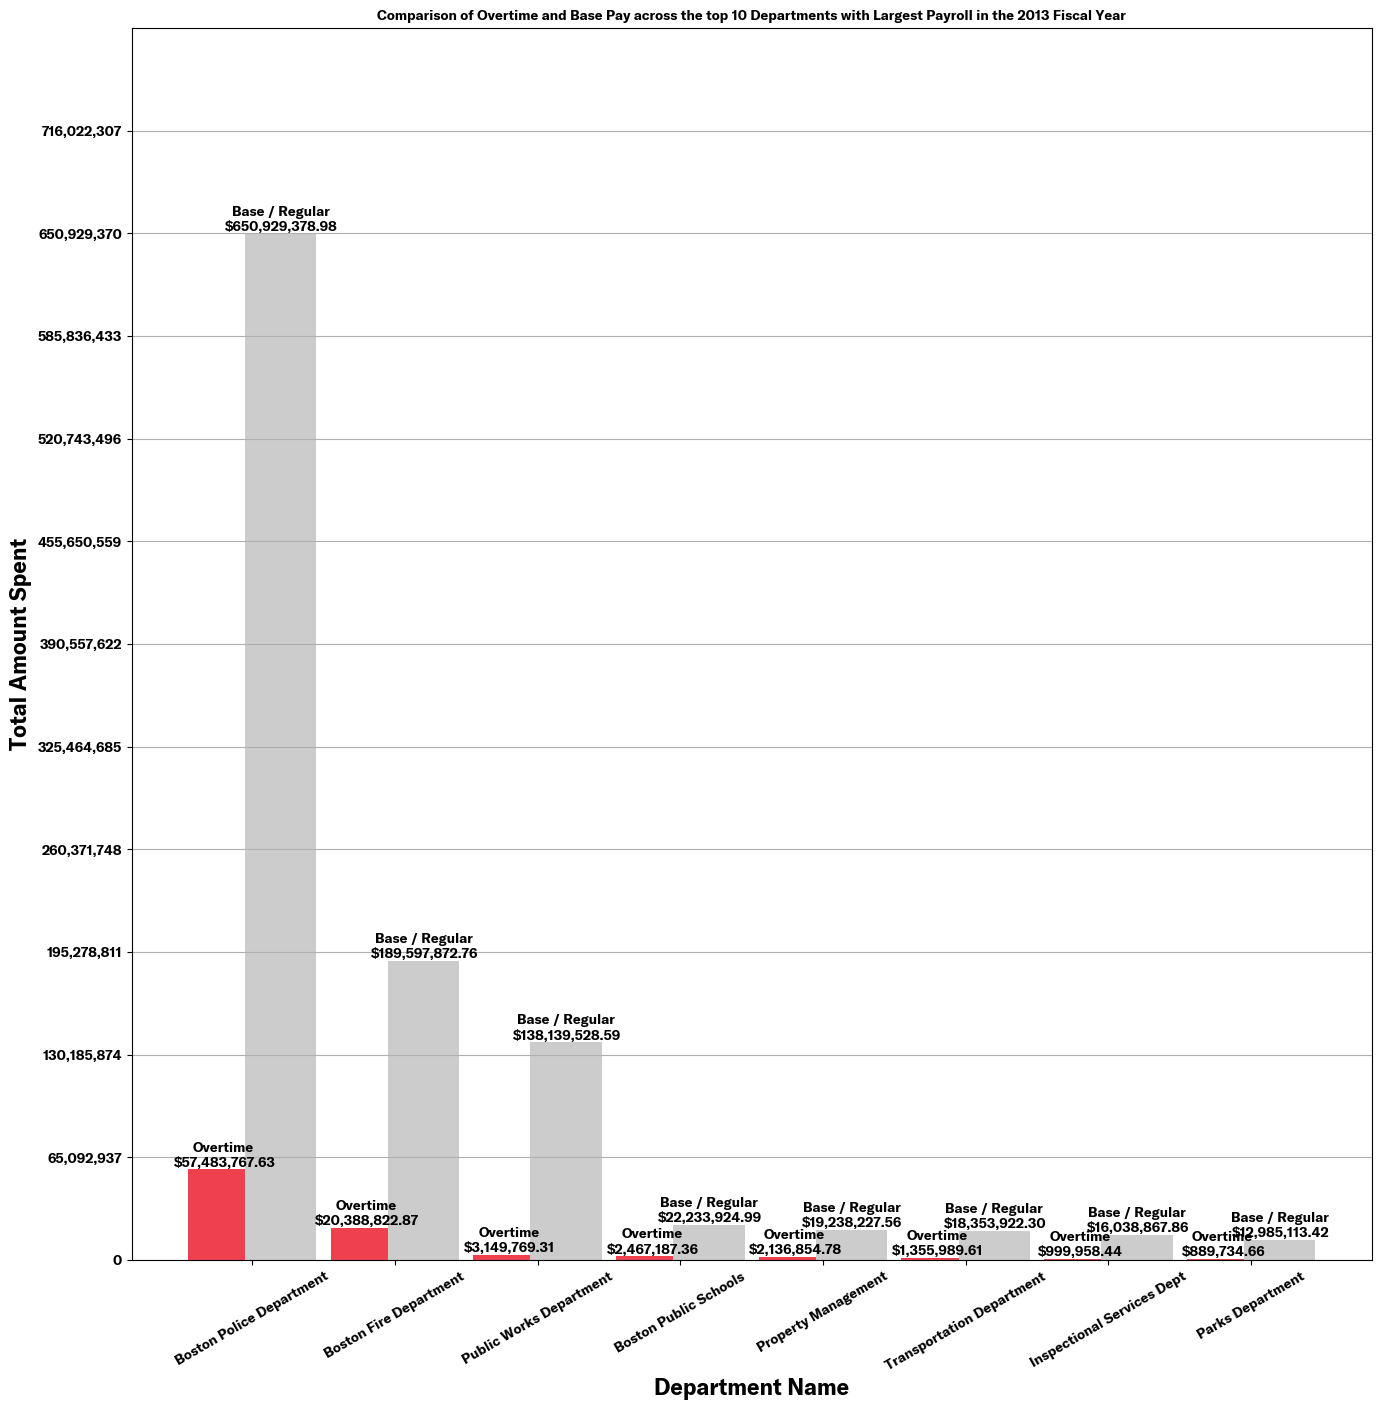 Comparison of Overtime and Base Pay across the top 10 Departments with Largest Payroll in the 2013 Fiscal Year
Total Amount Spent
716,022,307
650,929,370
585,836,433
520,743,496
455,650,559
390,557,622
325,464,685
260,371,748
195,278,811
130,185,874
65,092,937
0
Overtime
$57,483,767.63
Base / Regular
$650,929,378.98
Overtime
$20,388,822.87
Base / Regular
$189,597,872.76
Overtime
$3,149,769.31
Base / Regular
$138,139,528.59
Overtime
$2,467,187.36
Base / Regular
$22,233,924.99
Overtime
$2,136,854.78
Base / Regular
$19,238,227.56
Overtime
$1,355,989.61
Base / Regular
$18,353,922.30
Overtime
$999,958.44
Base / Regular
$16,038,867.86
Overtime
$889,734.66
Base / Regular
$12,985,113.42
Boston Police Department
Boston Fire Department
Public Works Department
Boston Public Schools
Property Management
Transportation Department
Inspectional Services Dept
Parks Department
Department Name